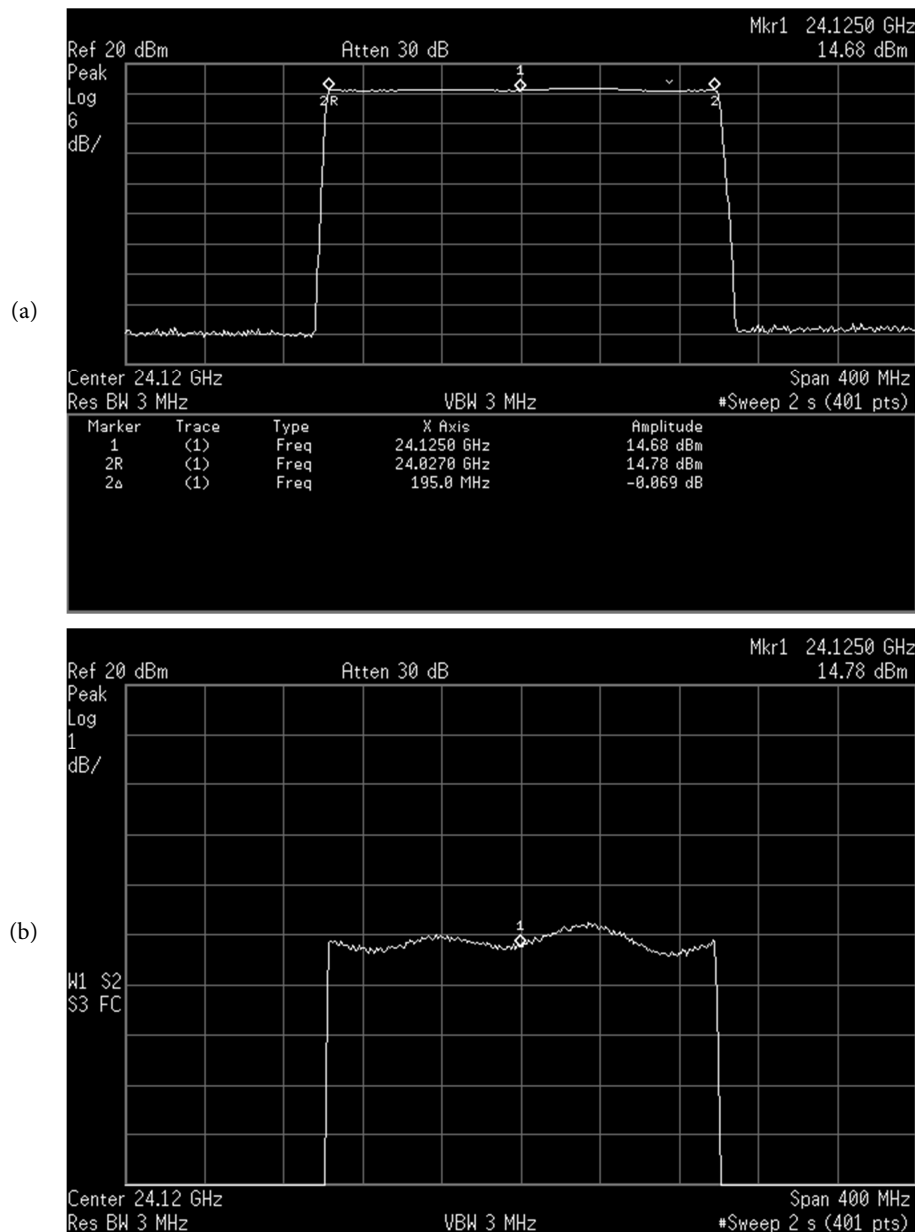 Mkr1 24.1250 GHz
Ref 20 dBm Atten 30 dB 14.68 dBm
Peak
Log
6
dB/
1
2R
2
(a)
Center 24.12 GHz Span 400 MHz
Res BW 3 MHz VBW 3 MHz #Sweep 2 s (401 pts)
Marker Trace Type X Axis Amplitude
1 (1) Freq 24.1250 GHz 14.68 dBm
2R (1) Freq 24.0270 GHz 14.78 dBm
2Δ (1) Freq 195.0 MHz -0.069 dB
Mkr1 24.1250 GHz
Ref 20 dBm Atten 30 dB 14.78 dBm
Peak
Log
1
dB/
1
(b)
W1 S2
S3 FC
Center 24.12 GHz Span 400 MHz
Res BW 3 MHz VBW 3 MHz #Sweep 2 s (401 pts)